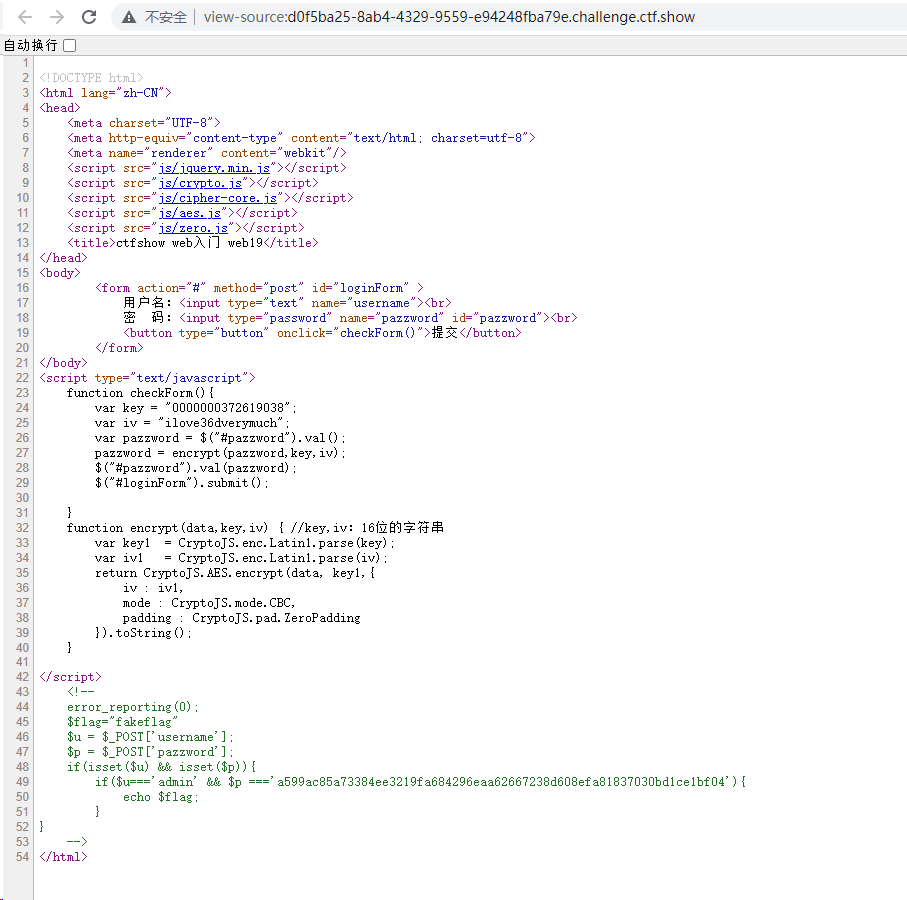 不安全 | view-source:d0f5ba25-8ab4-4329-9559-e94248fba79e.challenge.ctf.show
自动换行
1
2 <!DOCTYPE html>
3 <html lang="zh-CN">
4 <head>
5     <meta charset="UTF-8">
6     <meta http-equiv="content-type" content="text/html; charset=utf-8">
7     <meta name="renderer" content="webkit"/>
8     <script src="js/jquery.min.js"></script>
9     <script src="js/crypto.js"></script>
10     <script src="js/cipher-core.js"></script>
11     <script src="js/aes.js"></script>
12     <script src="js/zero.js"></script>
13     <title>ctfshow web入门 web19</title>
14 </head>
15 <body>
16         <form action="#" method="post" id="loginForm" >
17             用户名：<input type="text" name="username"><br>
18             密  码：<input type="password" name="pazzword" id="pazzword"><br>
19             <button type="button" onclick="checkForm()">提交</button>
20         </form>
21 </body>
22 <script type="text/javascript">
23     function checkForm(){
24         var key = "0000000372619038";
25         var iv = "ilove36dverymuch";
26         var pazzword = $("#pazzword").val();
27         pazzword = encrypt(pazzword,key,iv);
28         $("#pazzword").val(pazzword);
29         $("#loginForm").submit();
30
31     }
32     function encrypt(data,key,iv) { //key,iv：16位的字符串
33         var key1  = CryptoJS.enc.Latin1.parse(key);
34         var iv1   = CryptoJS.enc.Latin1.parse(iv);
35         return CryptoJS.AES.encrypt(data, key1,{
36             iv : iv1,
37             mode : CryptoJS.mode.CBC,
38             padding : CryptoJS.pad.ZeroPadding
39         }).toString();
40     }
41
42 </script>
43     <!--
44     error_reporting(0);
45     $flag="fakeflag"
46     $u = $_POST['username'];
47     $p = $_POST['pazzword'];
48     if(isset($u) && isset($p)){
49         if($u==='admin' && $p ==='a599ac85a73384ee3219fa684296eaa62667238d608efa81837030bd1ce1bf04'){
50             echo $flag;
51         }
52 }
53     -->
54 </html>